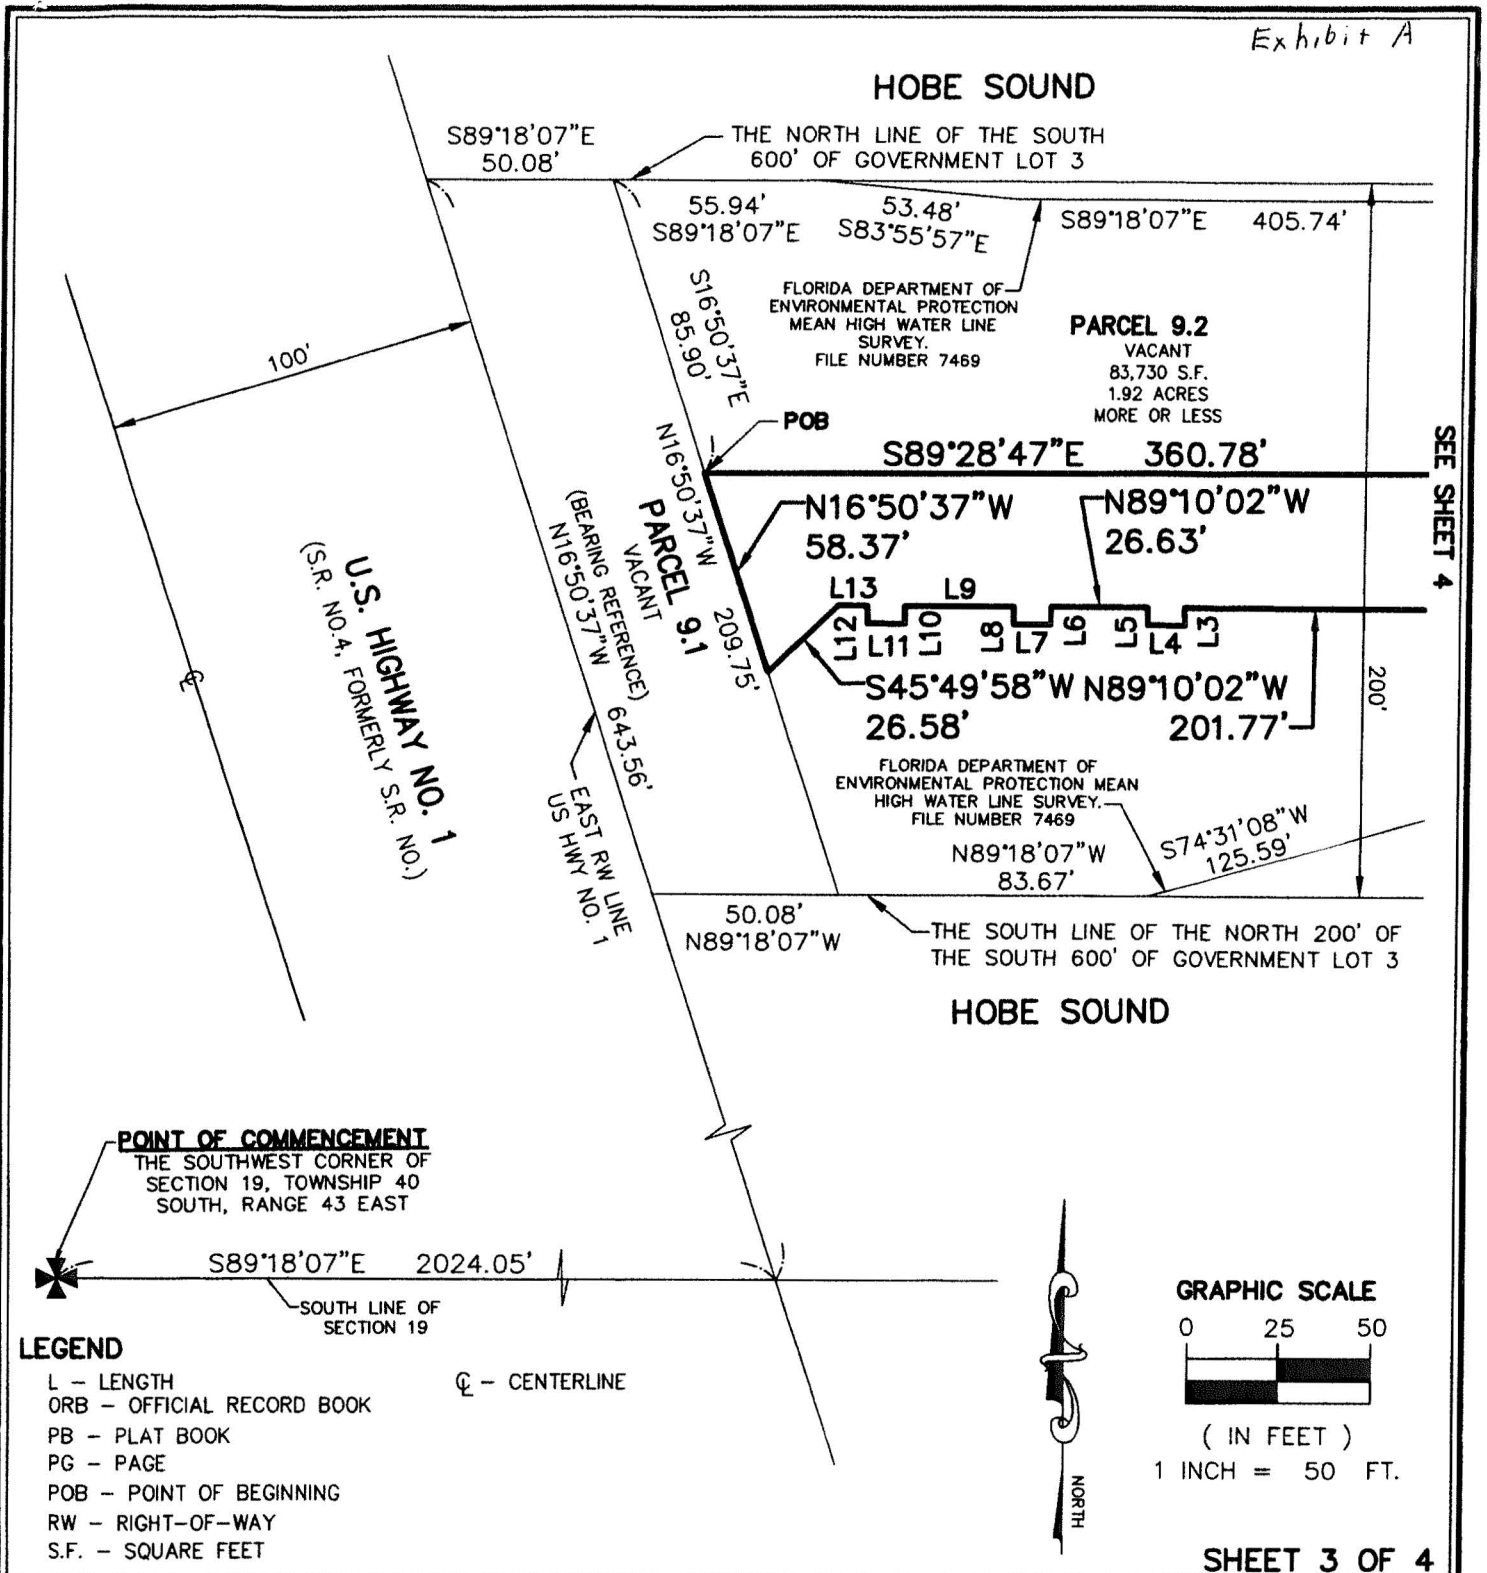 Exhibit A
HOBE SOUND
S89°18'07"E
50.08'
THE NORTH LINE OF THE SOUTH
600' OF GOVERNMENT LOT 3
55.94'
S89°18'07"E
53.48'
S83°55'57"E
S89°18'07"E 405.74'
S16°50'37"E
85.90'
FLORIDA DEPARTMENT OF
ENVIRONMENTAL PROTECTION
MEAN HIGH WATER LINE
SURVEY.
FILE NUMBER 7469
PARCEL 9.2
VACANT
83,730 S.F.
1.92 ACRES
MORE OR LESS
100'
POB
S89°28'47"E 360.78'
SEE SHEET 4
N16°50'37"W
58.37'
N89°10'02"W
26.63'
N16°50'37"W 209.75'
PARCEL 9.1
VACANT
(BEARING REFERENCE)
N16°50'37"W 643.56'
U.S. HIGHWAY NO. 1
(S.R. NO.4, FORMERLY S.R. NO.)
℄
L13
L9
L12
L11
L10
L8
L7
L6
L5
L4
L3
S45°49'58"W
26.58'
N89°10'02"W
201.77'
200'
FLORIDA DEPARTMENT OF
ENVIRONMENTAL PROTECTION MEAN
HIGH WATER LINE SURVEY.
FILE NUMBER 7469
EAST RW LINE
US HWY NO. 1
N89°18'07"W
83.67'
S74°31'08"W
125.59'
50.08'
N89°18'07"W
THE SOUTH LINE OF THE NORTH 200' OF
THE SOUTH 600' OF GOVERNMENT LOT 3
HOBE SOUND
POINT OF COMMENCEMENT
THE SOUTHWEST CORNER OF
SECTION 19, TOWNSHIP 40
SOUTH, RANGE 43 EAST
S89°18'07"E 2024.05'
SOUTH LINE OF
SECTION 19
LEGEND
L – LENGTH
ORB – OFFICIAL RECORD BOOK
PB – PLAT BOOK
PG – PAGE
POB – POINT OF BEGINNING
RW – RIGHT-OF-WAY
S.F. – SQUARE FEET
℄ – CENTERLINE
NORTH
GRAPHIC SCALE
0 25 50
( IN FEET )
1 INCH = 50 FT.
SHEET 3 OF 4